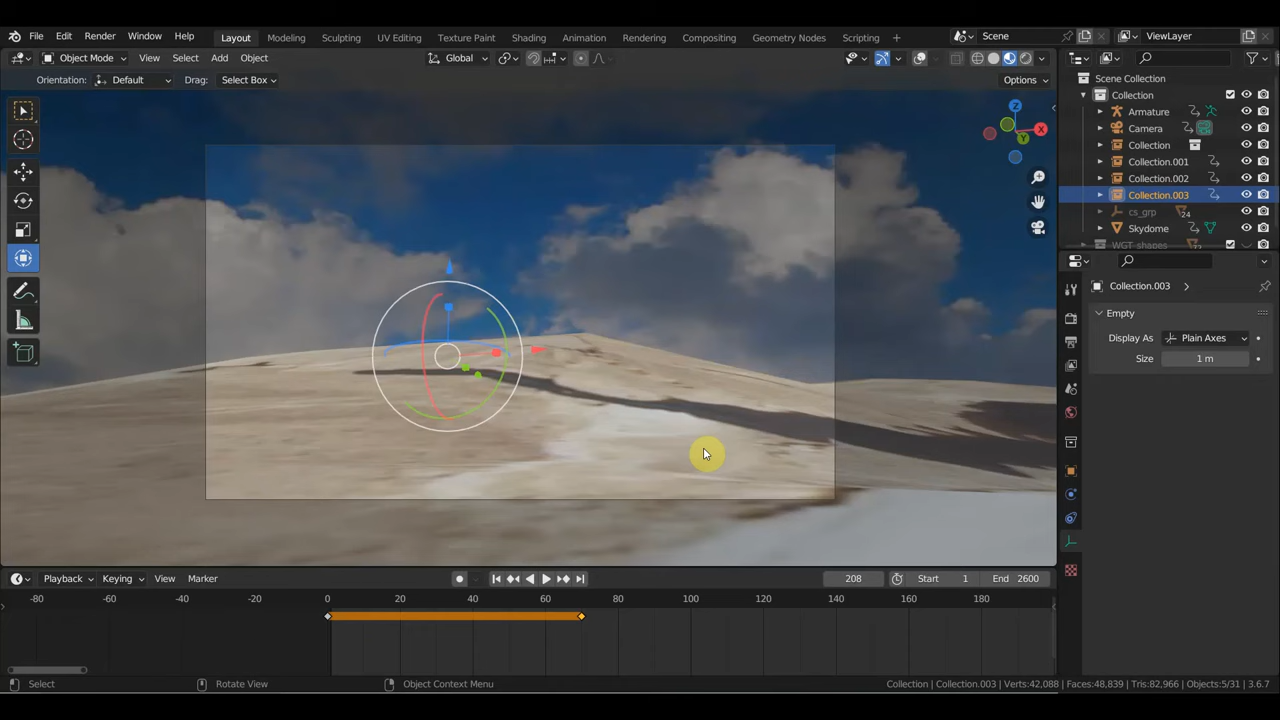 File Edit Render Window Help Layout Modeling Sculpting UV Editing Texture Paint Shading Animation Rendering Compositing Geometry Nodes Scripting + Scene ViewLayer
Object Mode View Select Add Object Global
Orientation: Default Drag: Select Box Options
Z
X
Y
Scene Collection
Collection
Armature
Camera
Collection
Collection.001
Collection.002
Collection.003
cs_grp 24
Skydome
WGT_shapes
Collection.003
Empty
Display As Plain Axes
Size 1 m
Playback Keying View Marker 208 Start 1 End 2600
-80 -60 -40 -20 0 20 40 60 80 100 120 140 160 180
Select Rotate View Object Context Menu Collection | Collection.003 | Verts:42,088 | Faces:48,839 | Tris:82,966 | Objects:5/31 | 3.6.7